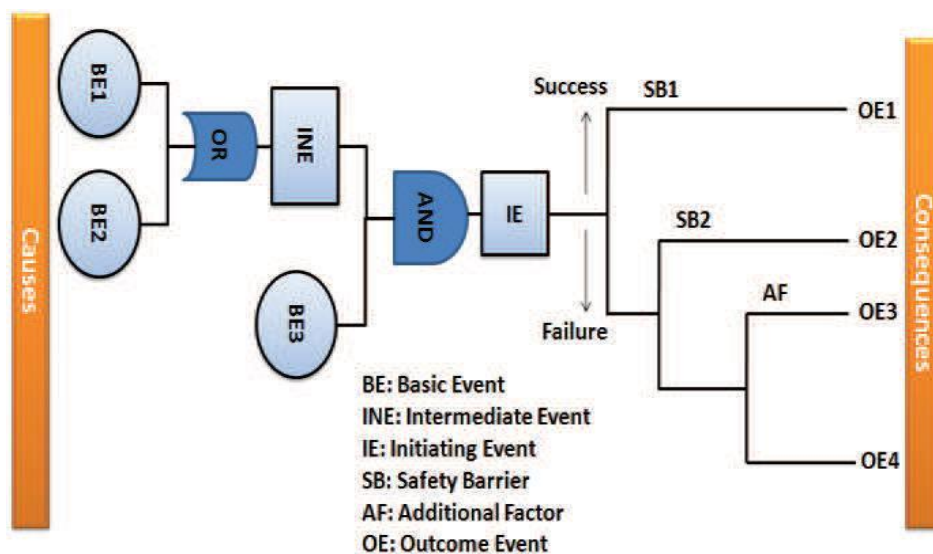 Causes
BE1
BE2
OR
INE
BE3
AND
IE
Success
Failure
SB1
SB2
AF
OE1
OE2
OE3
OE4
Consequences
BE: Basic Event
INE: Intermediate Event
IE: Initiating Event
SB: Safety Barrier
AF: Additional Factor
OE: Outcome Event